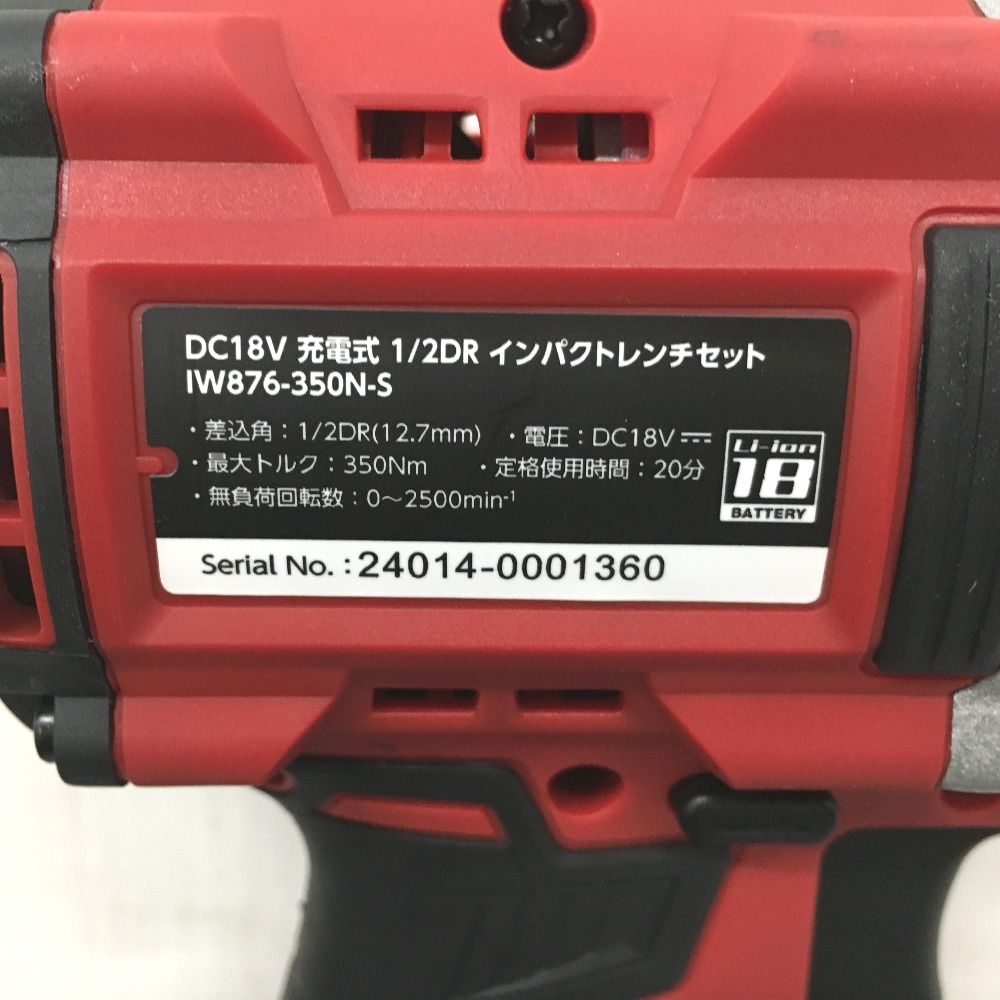 DC18V 充電式 1/2DR インパクトレンチセット
IW876-350N-S
・差込角：1/2DR(12.7mm) ・電圧：DC18V⎓
・最大トルク：350Nm ・定格使用時間：20分
・無負荷回転数：0～2500min-1
Li-ion
18
BATTERY
Serial No. : 24014-0001360